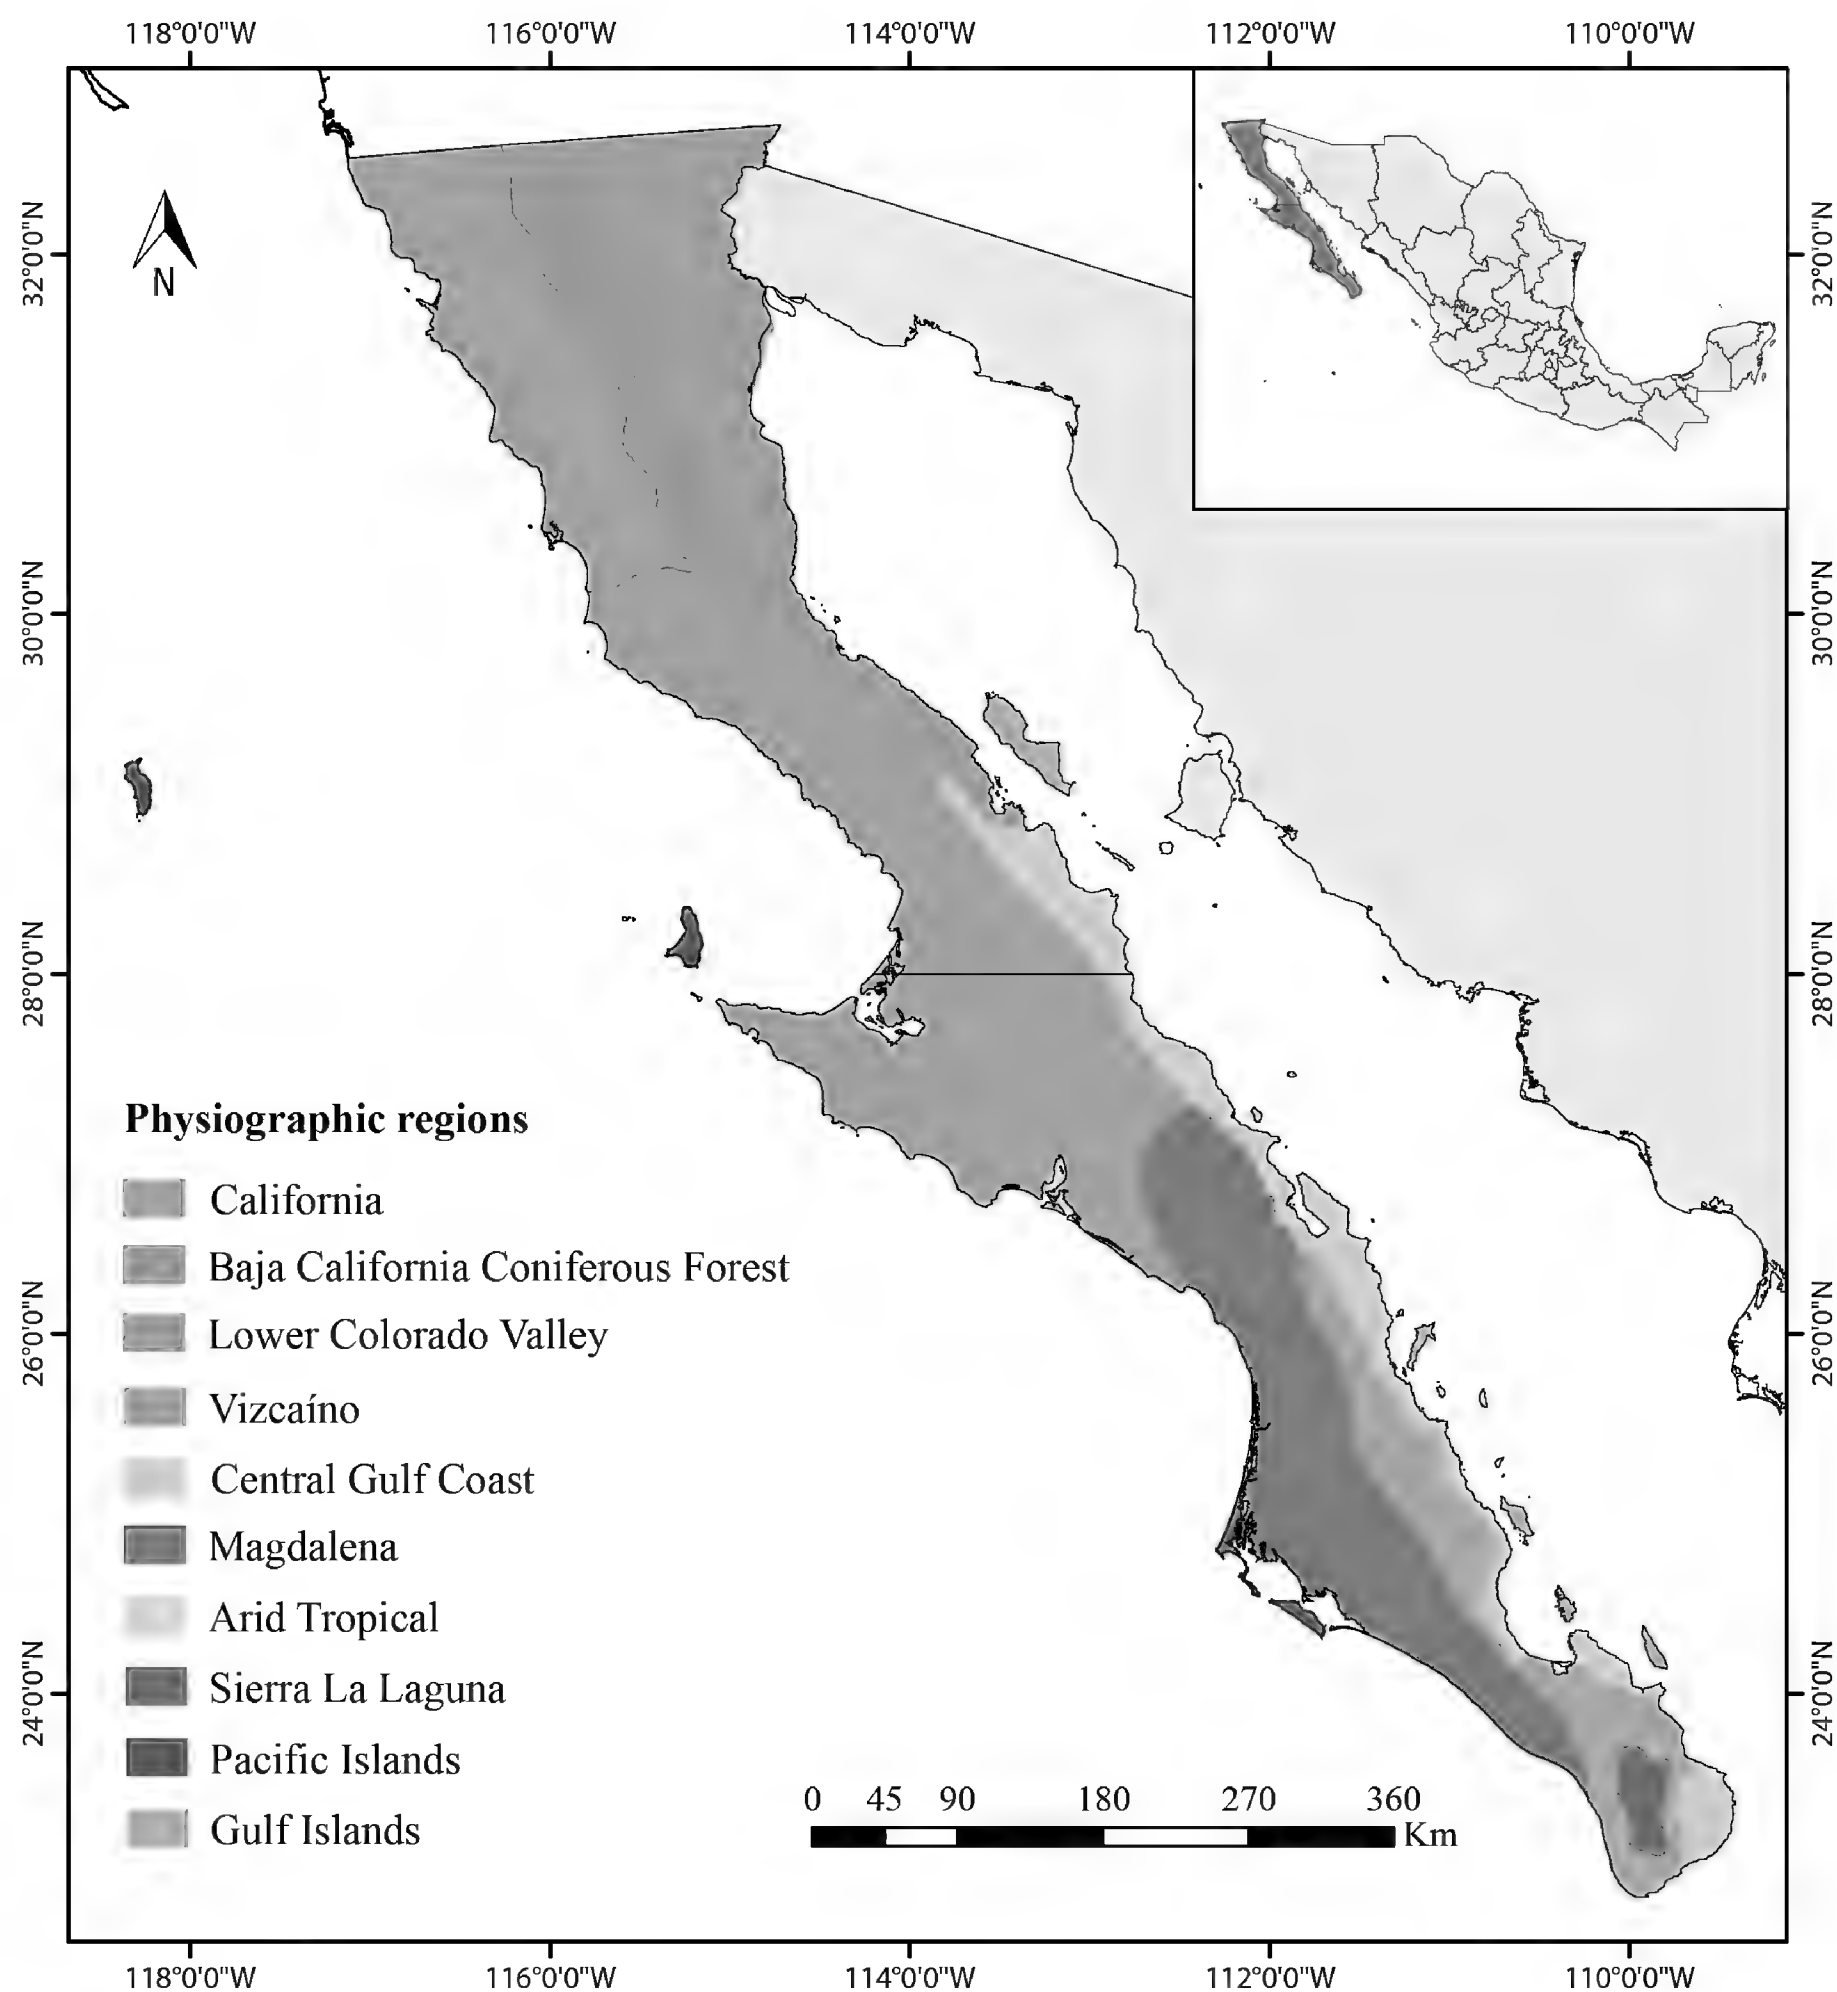 118°0'0"W 116°0'0"W 114°0'0"W 112°0'0"W 110°0'0"W
32°0'0"N 32°0'0"N
N
30°0'0"N 30°0'0"N
28°0'0"N 28°0'0"N
Physiographic regions
California
Baja California Coniferous Forest
Lower Colorado Valley
26°0'0"N 26°0'0"N
Vizcaíno
Central Gulf Coast
Magdalena
Arid Tropical
Sierra La Laguna
24°0'0"N 24°0'0"N
Pacific Islands
Gulf Islands
0 45 90 180 270 360
Km
118°0'0"W 116°0'0"W 114°0'0"W 112°0'0"W 110°0'0"W